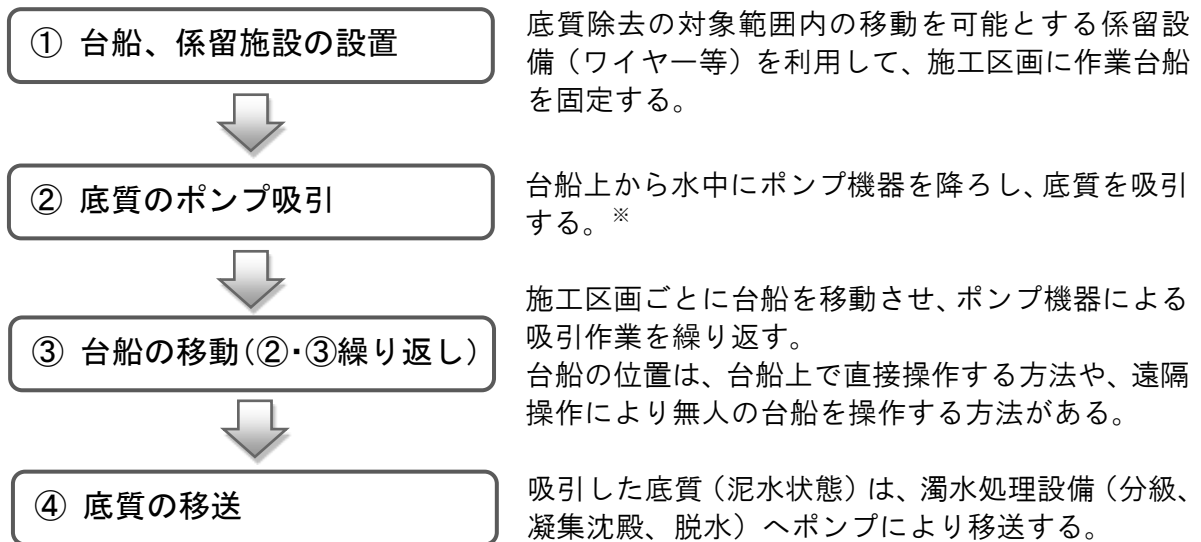 ① 台船、係留施設の設置
底質除去の対象範囲内の移動を可能とする係留設
備（ワイヤー等）を利用して、施工区画に作業台船
を固定する。
② 底質のポンプ吸引
台船上から水中にポンプ機器を降ろし、底質を吸引
する。※
③ 台船の移動（②・③繰り返し）
施工区画ごとに台船を移動させ、ポンプ機器による
吸引作業を繰り返す。
台船の位置は、台船上で直接操作する方法や、遠隔
操作により無人の台船を操作する方法がある。
④ 底質の移送
吸引した底質（泥水状態）は、濁水処理設備（分級、
凝集沈殿、脱水）へポンプにより移送する。